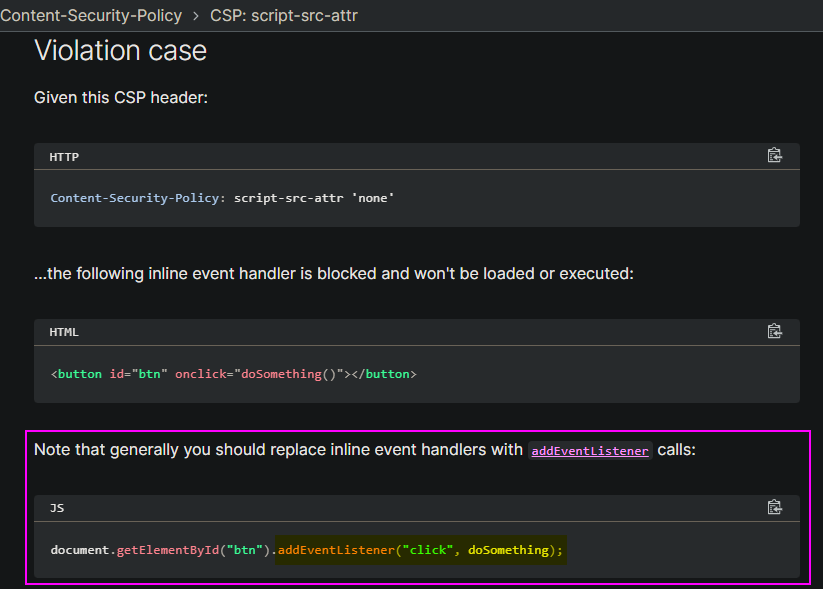 Content-Security-Policy > CSP: script-src-attr
Violation case
Given this CSP header:
HTTP
Content-Security-Policy: script-src-attr 'none'
…the following inline event handler is blocked and won't be loaded or executed:
HTML
<button id="btn" onclick="doSomething()"></button>
Note that generally you should replace inline event handlers with addEventListener calls:
JS
document.getElementById("btn").addEventListener("click", doSomething);